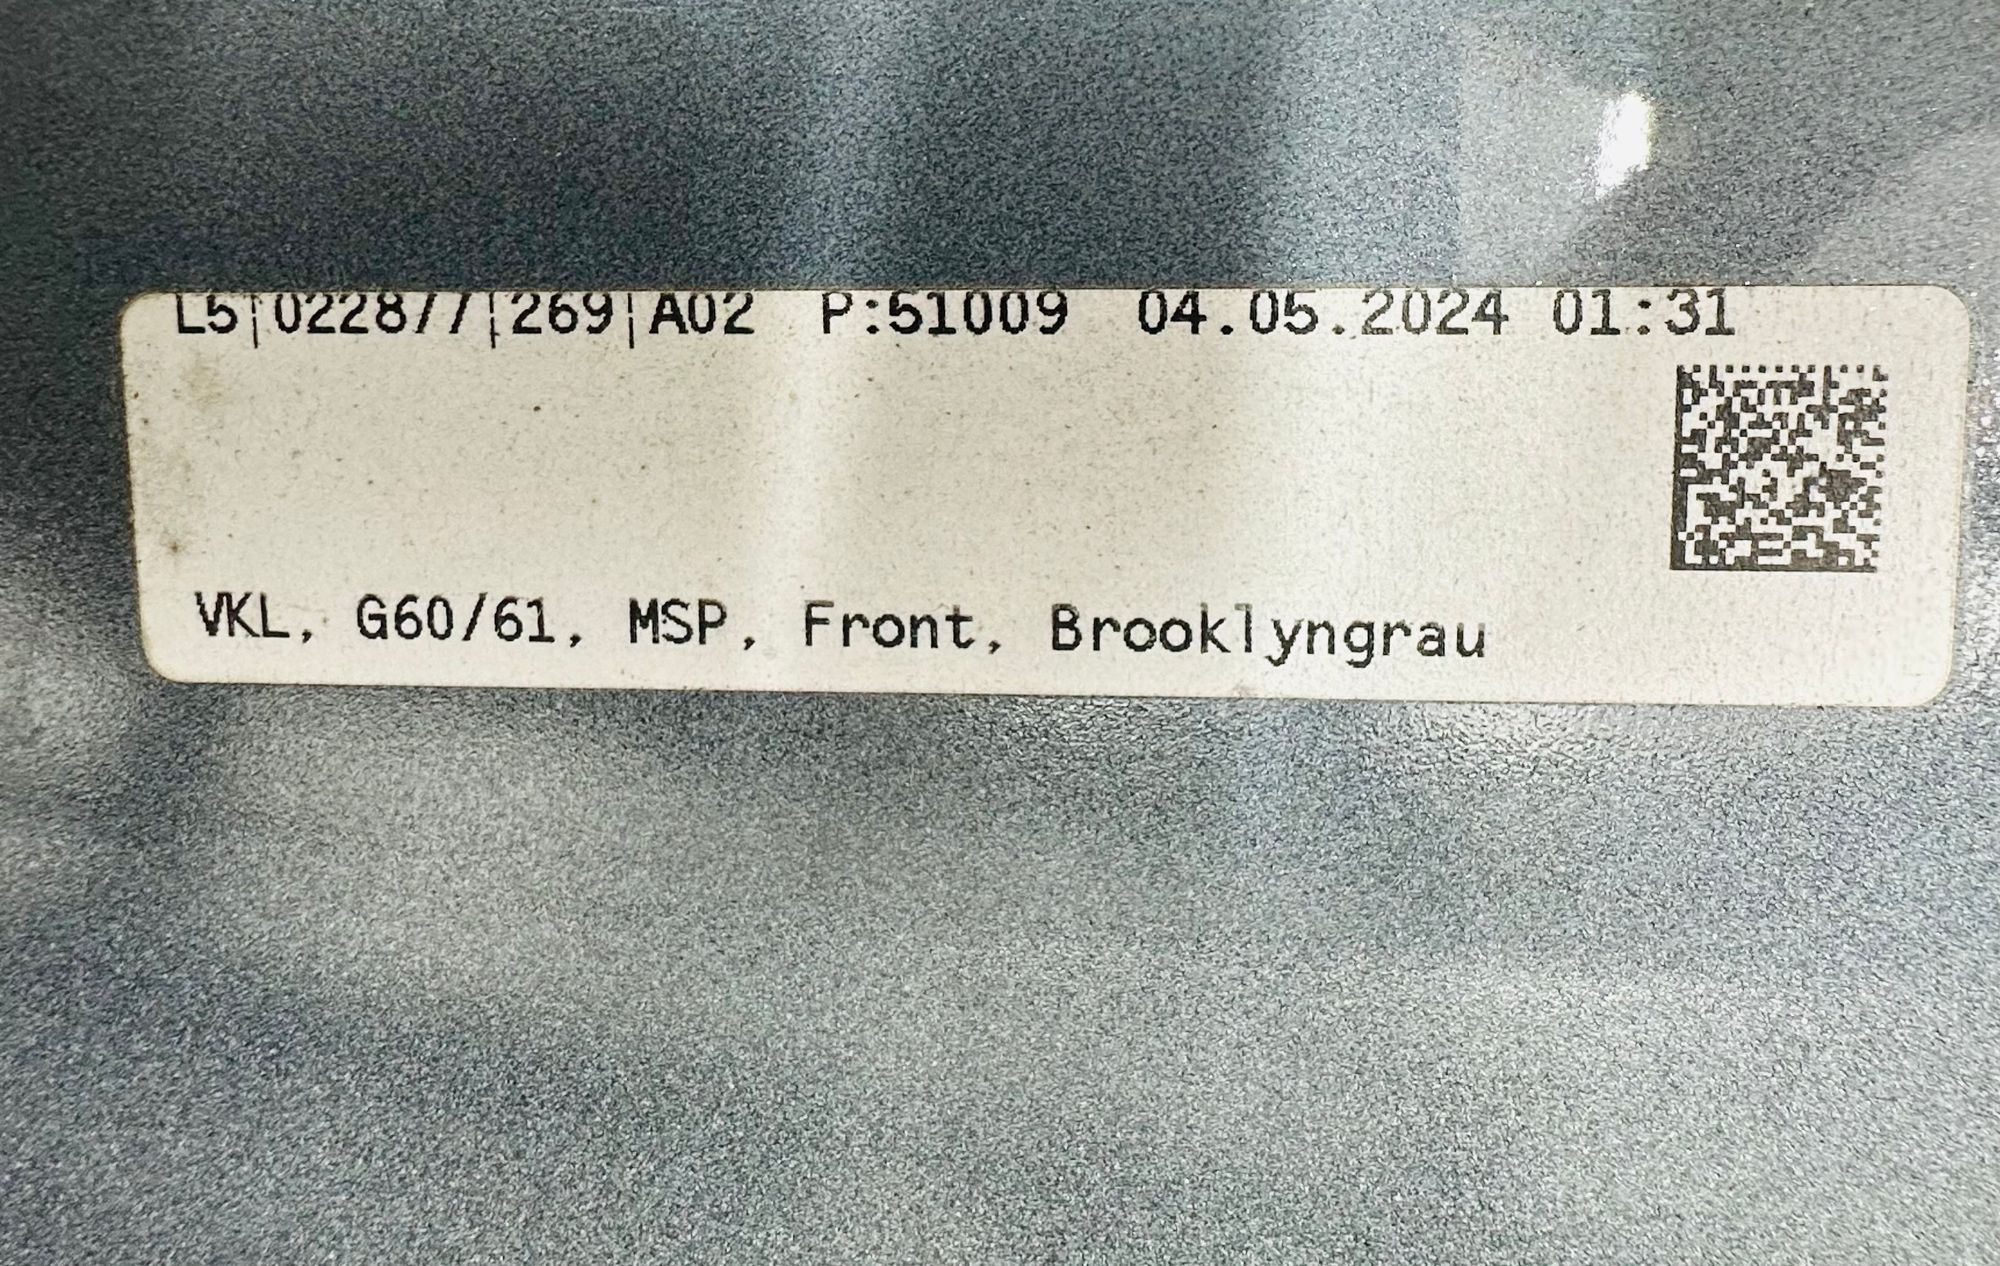 L5|022877|269|A02 P:51009 04.05.2024 01:31
VKL, G60/61, MSP, Front, Brooklyngrau